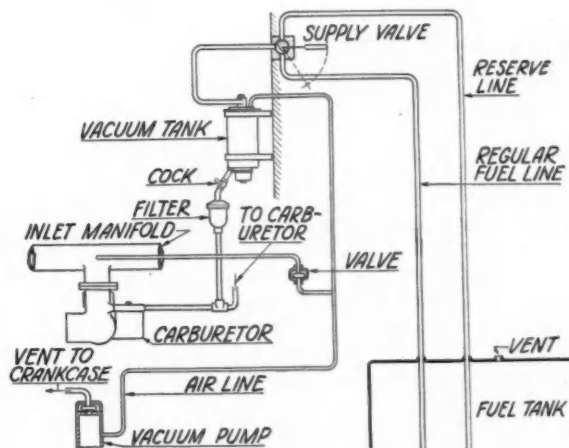 SUPPLY VALVE
RESERVE
LINE
VACUUM TANK
REGULAR
FUEL LINE
COCK
FILTER
TO CARB-
URETOR
INLET MANIFOLD
VALVE
CARBURETOR
VENT TO
CRANKCASE
VENT
AIR LINE
FUEL TANK
VACUUM PUMP